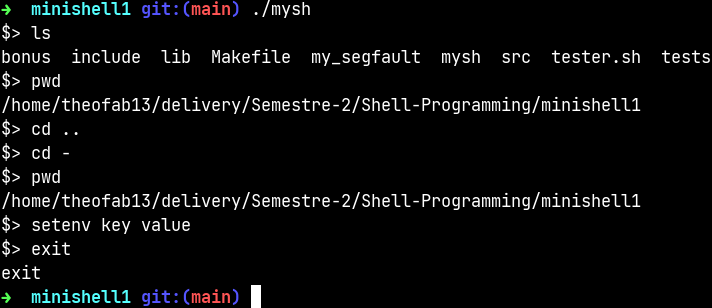 ➜  minishell1 git:(main) ./mysh
$> ls
bonus  include  lib  Makefile  my_segfault  mysh  src  tester.sh  tests
$> pwd
/home/theofab13/delivery/Semestre-2/Shell-Programming/minishell1
$> cd ..
$> cd -
$> pwd
/home/theofab13/delivery/Semestre-2/Shell-Programming/minishell1
$> setenv key value
$> exit
exit
➜  minishell1 git:(main)